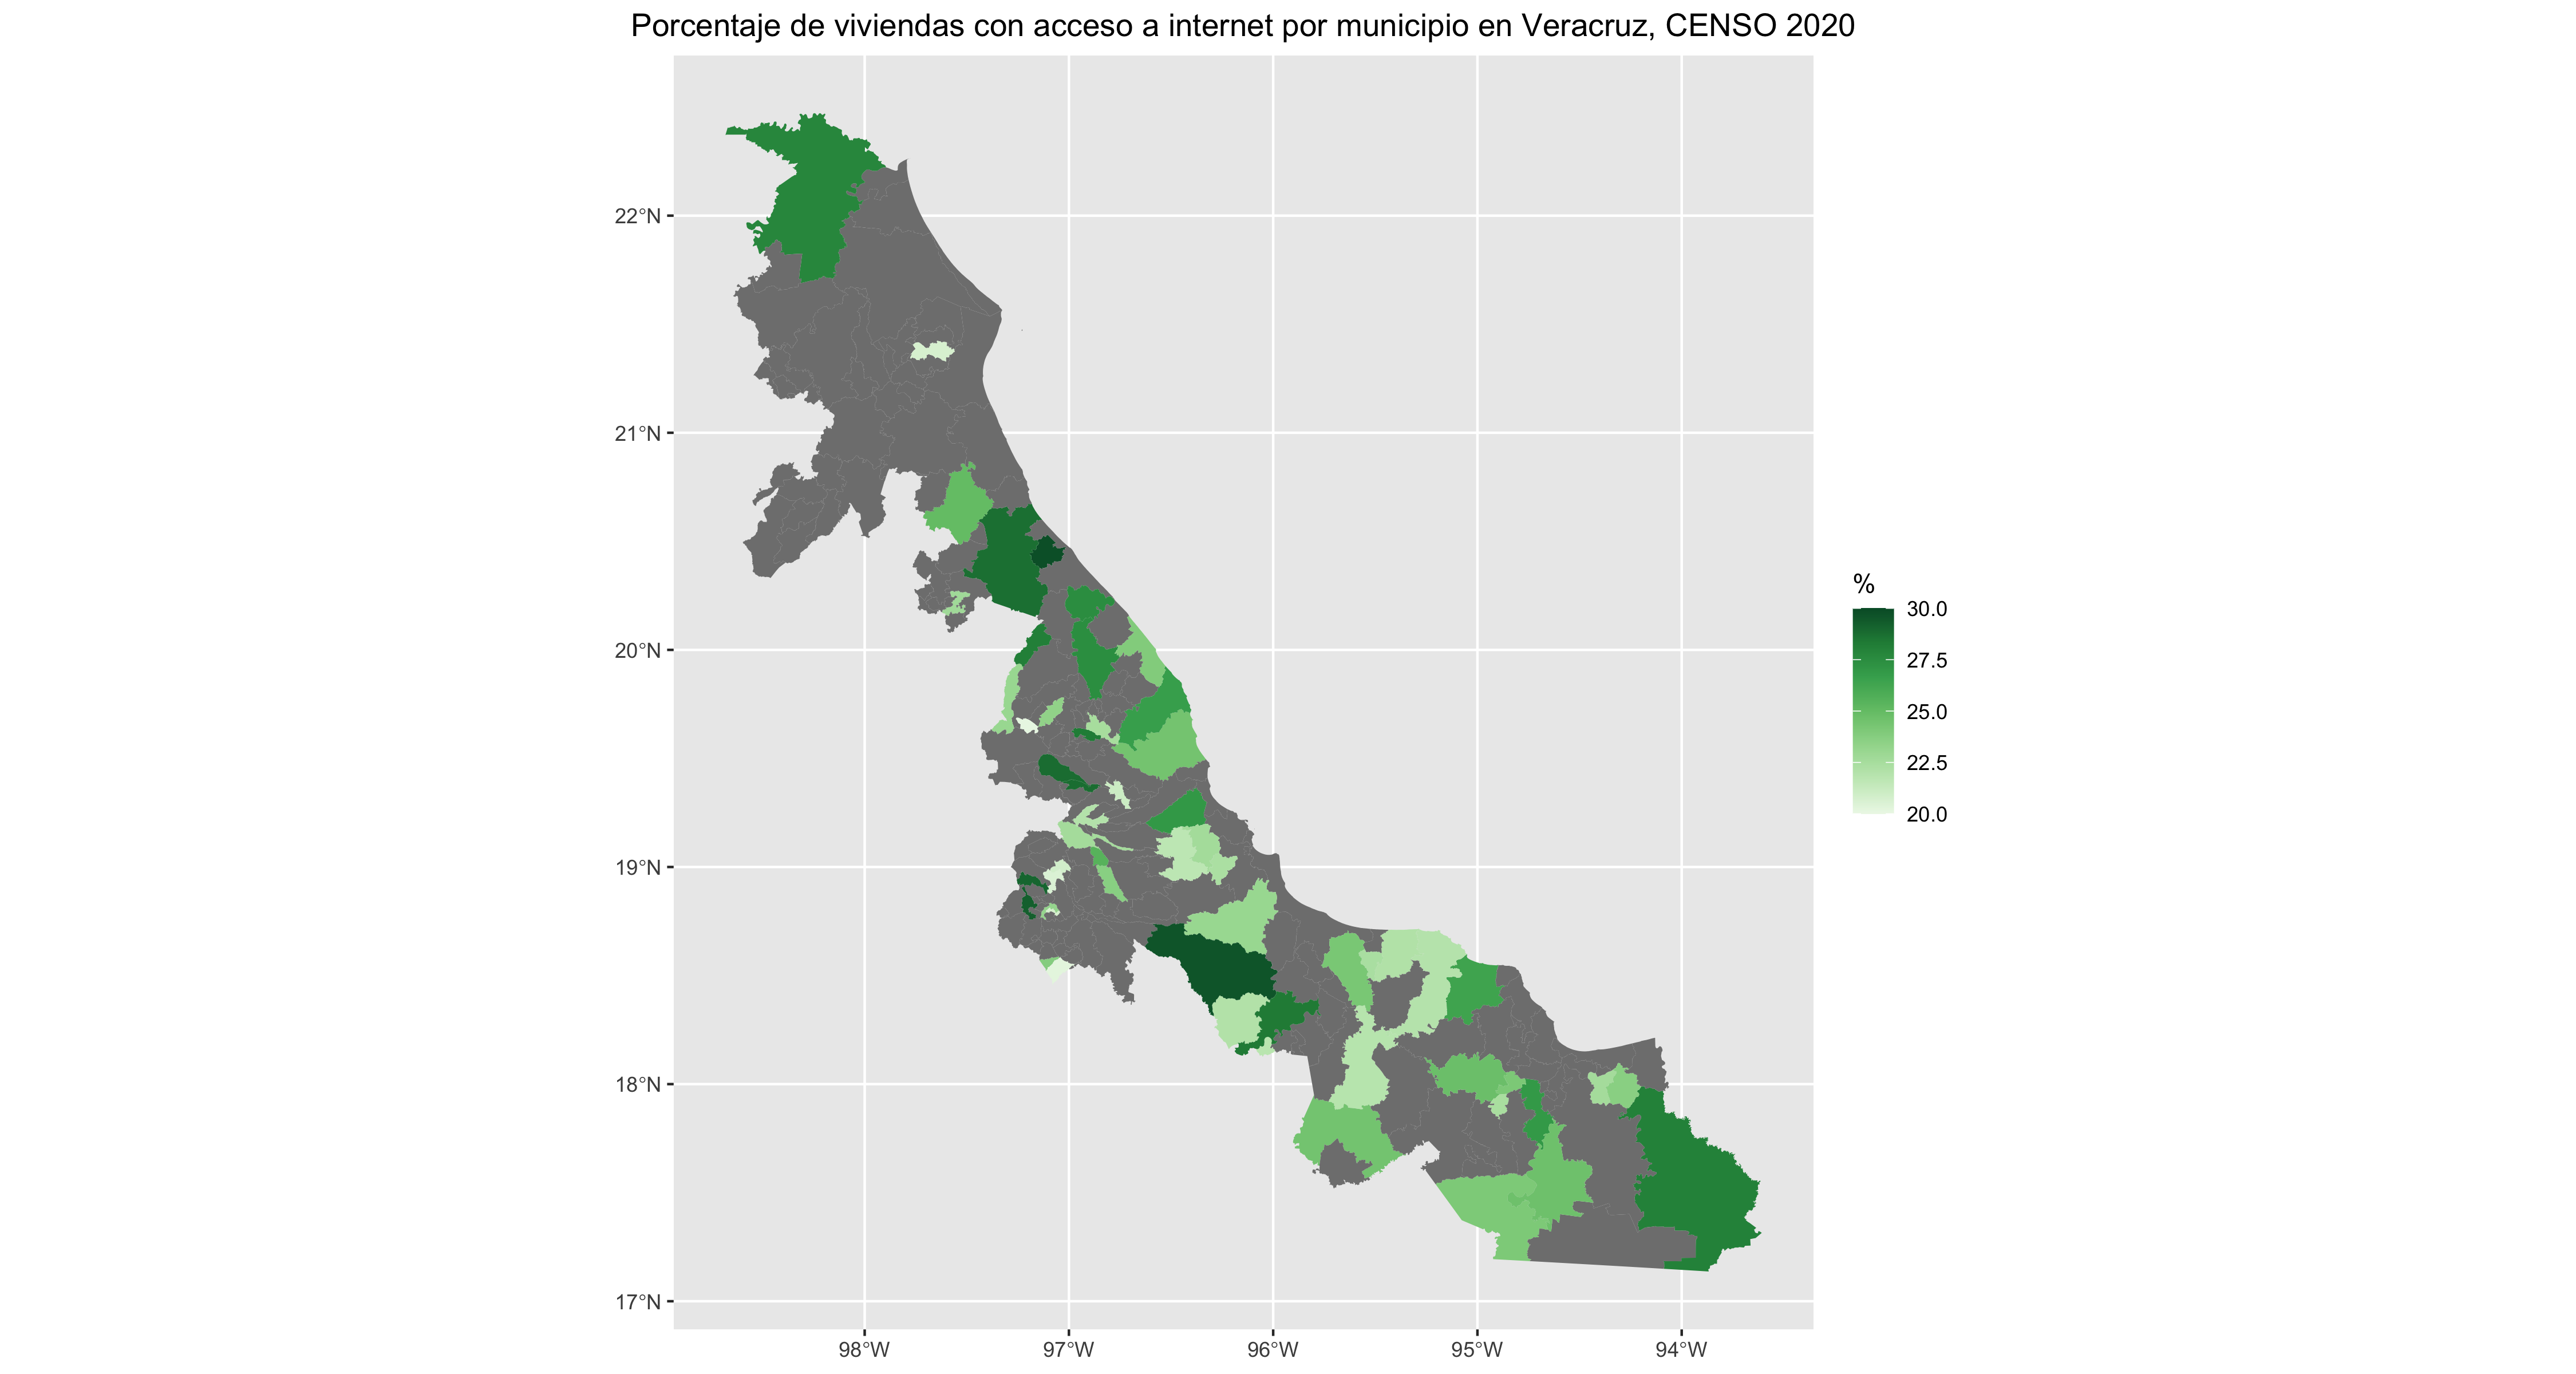 Porcentaje de viviendas con acceso a internet por municipio en Veracruz, CENSO 2020
22°N
21°N
20°N
19°N
18°N
17°N
98°W
97°W
96°W
95°W
94°W
%
30.0
27.5
25.0
22.5
20.0